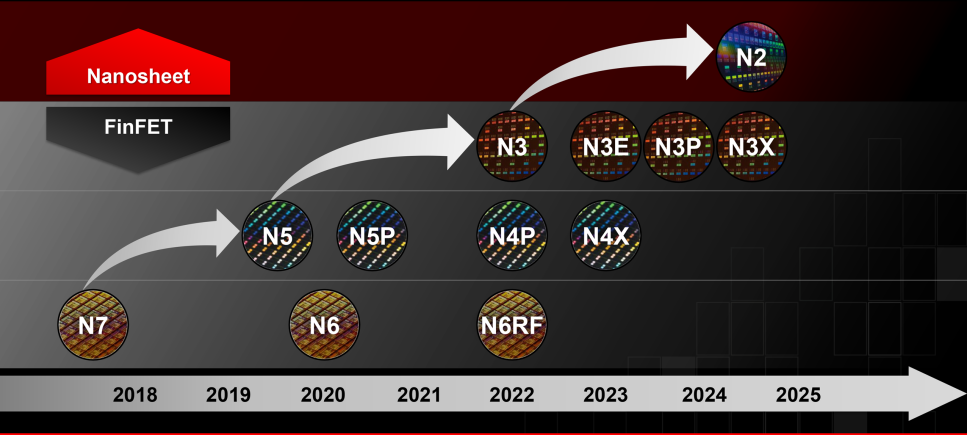 Nanosheet
FinFET
N2
N3 N3E N3P N3X
N5 N5P N4P N4X
N7 N6 N6RF
2018 2019 2020 2021 2022 2023 2024 2025